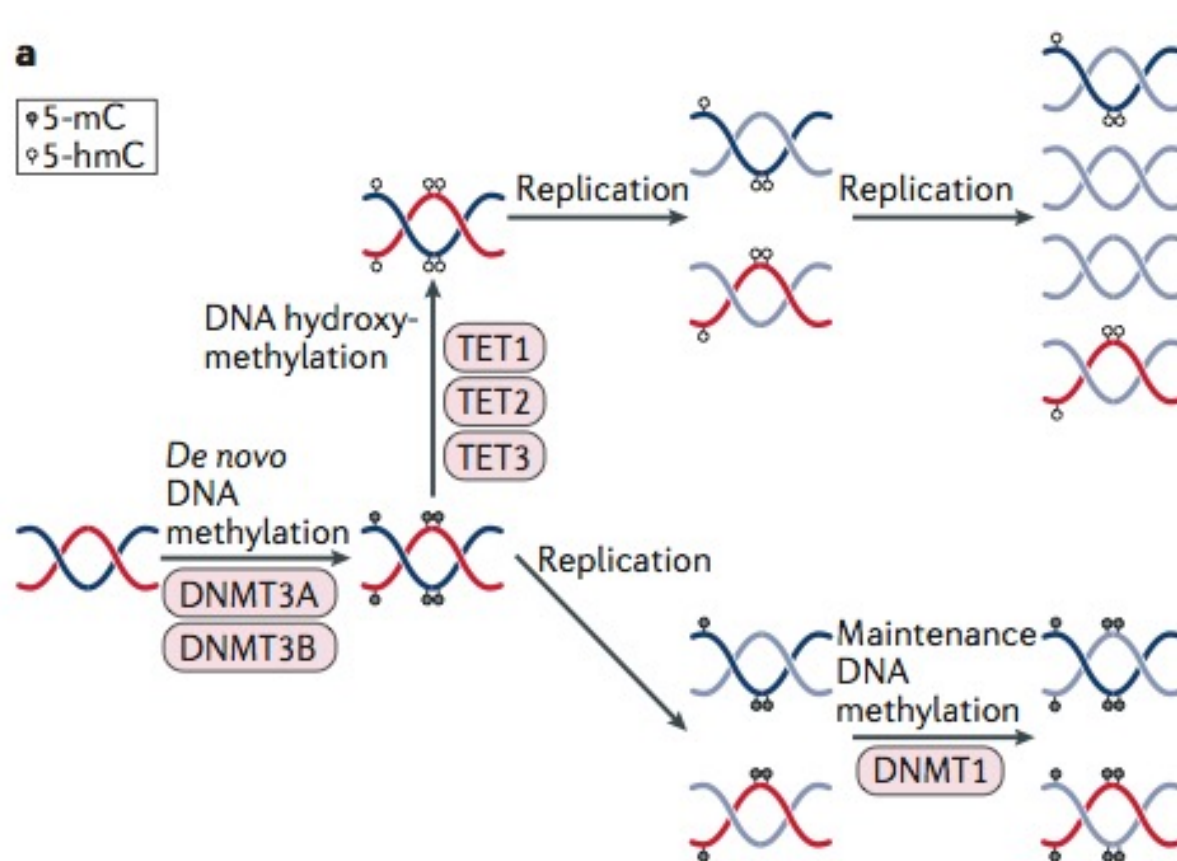 a
5-mC
5-hmC
Replication
Replication
DNA hydroxy-
methylation
TET1
TET2
TET3
De novo
DNA
methylation
DNMT3A
DNMT3B
Replication
Maintenance
DNA
methylation
DNMT1